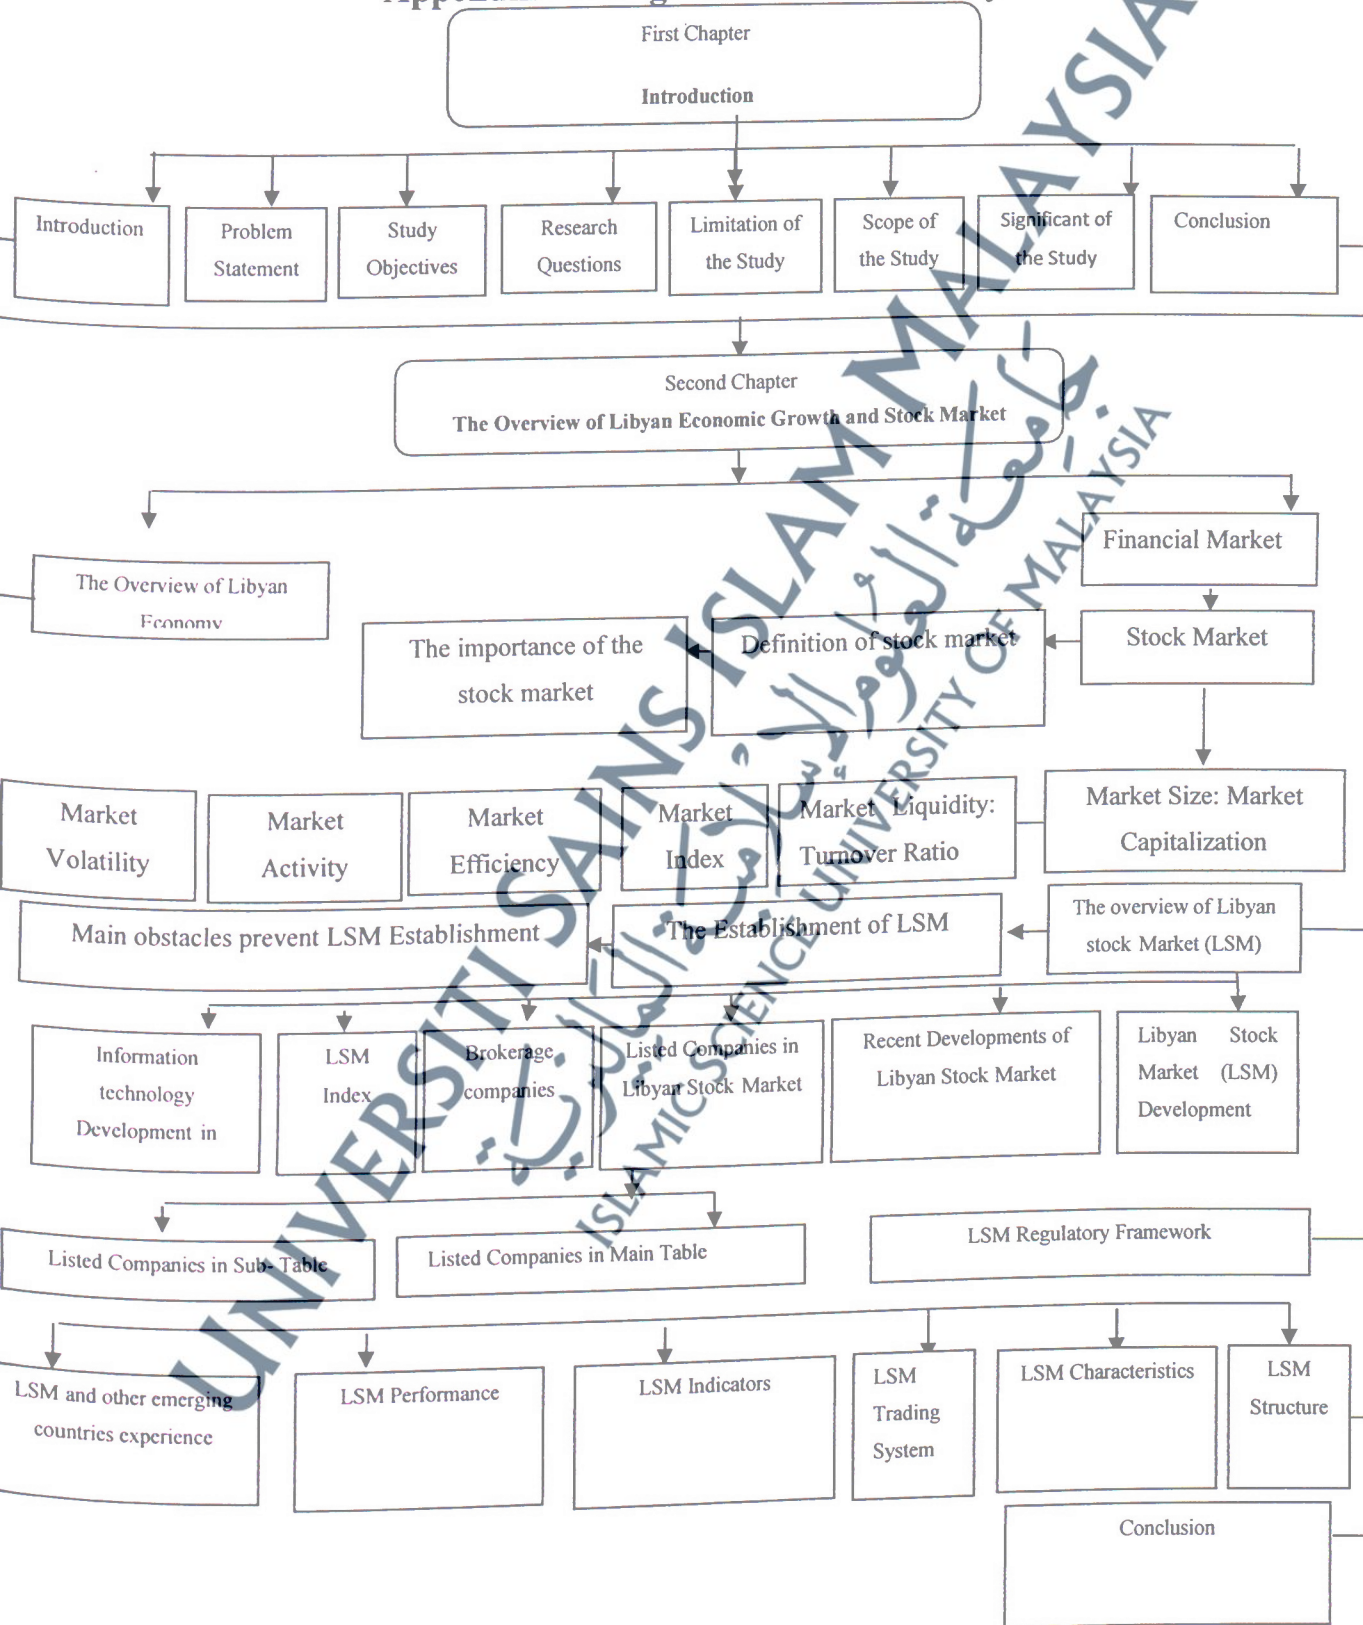 First Chapter
Introduction
Introduction
Problem
Statement
Study
Objectives
Research
Questions
Limitation of
the Study
Scope of
the Study
Significant of
the Study
Conclusion
Second Chapter
The Overview of Libyan Economic Growth and Stock Market
The Overview of Libyan
Economy
Financial Market
Stock Market
Definition of stock market
The importance of the
stock market
Market
Volatility
Market
Activity
Market
Efficiency
Market
Index
Market Liquidity:
Turnover Ratio
Market Size: Market
Capitalization
Main obstacles prevent LSM Establishment
The Establishment of LSM
The overview of Libyan
stock Market (LSM)
Information
technology
Development in
LSM
Index
Brokerage
companies
Listed Companies in
Libyan Stock Market
Recent Developments of
Libyan Stock Market
Libyan Stock
Market (LSM)
Development
Listed Companies in Sub- Table
Listed Companies in Main Table
LSM Regulatory Framework
LSM and other emerging
countries experience
LSM Performance
LSM Indicators
LSM
Trading
System
LSM Characteristics
LSM
Structure
Conclusion
UNIVERSITI SAINS ISLAM MALAYSIA
جامعة العلوم الإسلامية الماليزية
ISLAMIC SCIENCE UNIVERSITY OF MALAYSIA